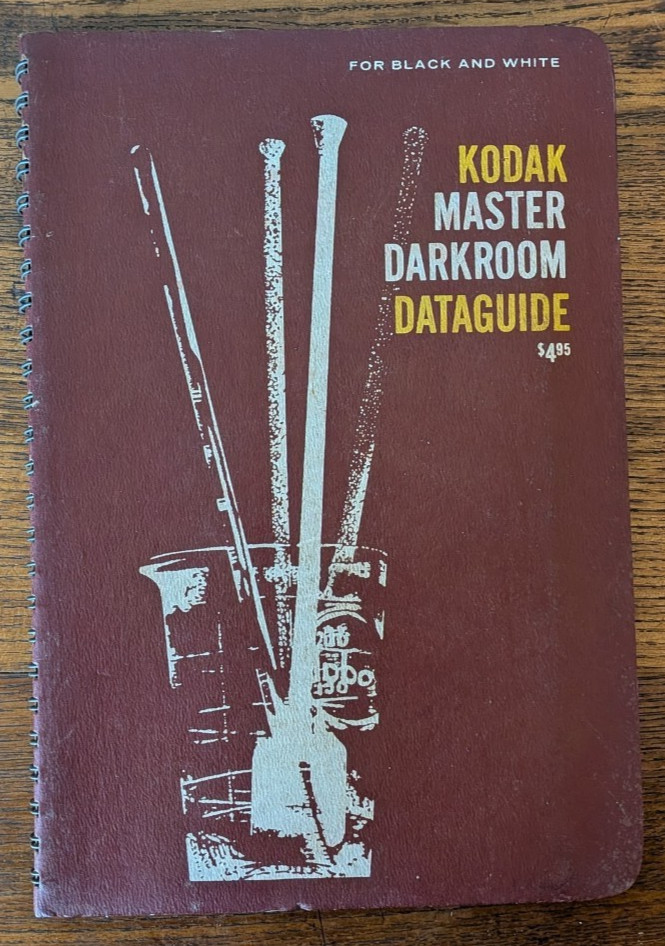 FOR BLACK AND WHITE
KODAK
MASTER
DARKROOM
DATAGUIDE
$4.95